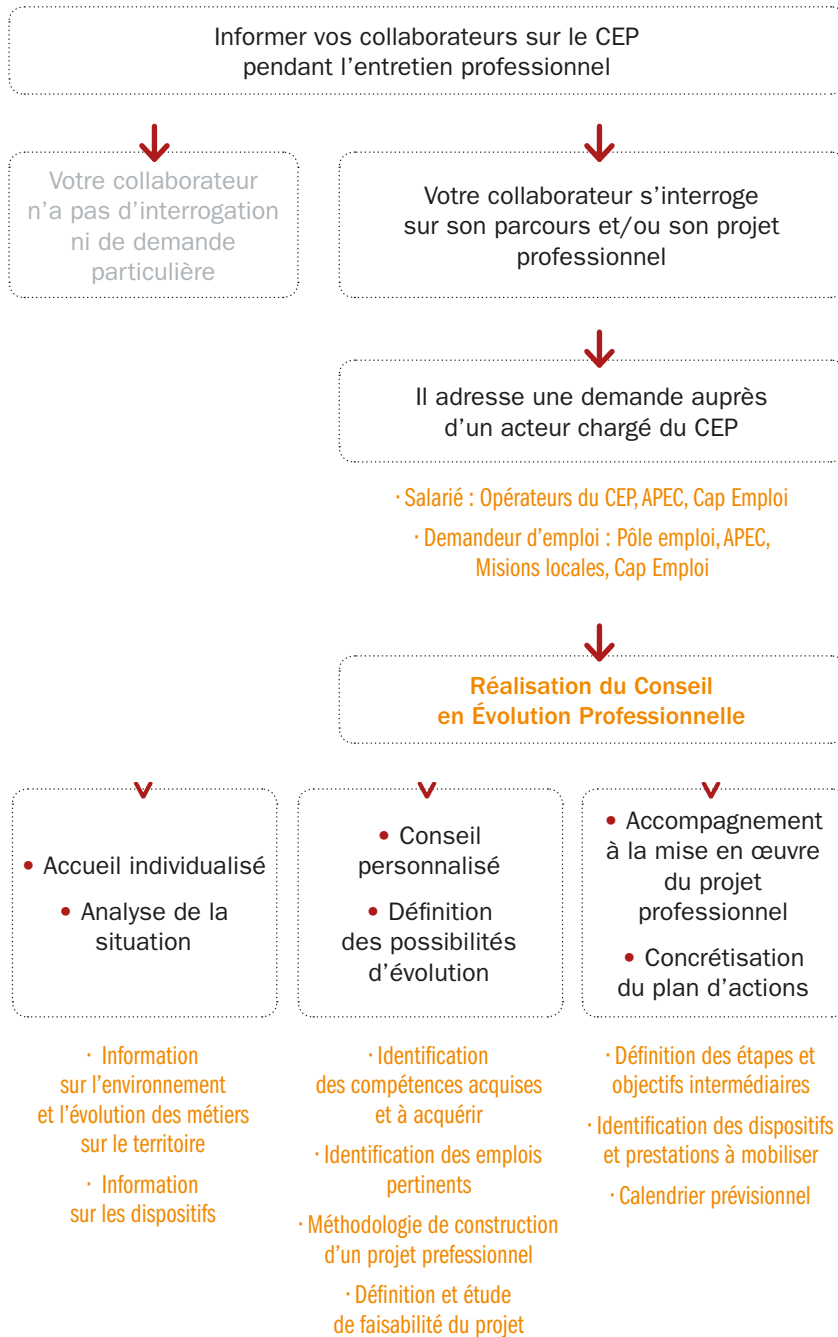 Informer vos collaborateurs sur le CEP
pendant l'entretien professionnel
Votre collaborateur
n'a pas d'interrogation
ni de demande
particulière
Votre collaborateur s'interroge
sur son parcours et/ou son projet
professionnel
Il adresse une demande auprès
d'un acteur chargé du CEP
· Salarié : Opérateurs du CEP, APEC, Cap Emploi
· Demandeur d'emploi : Pôle emploi, APEC,
Misions locales, Cap Emploi
Réalisation du Conseil
en Évolution Professionnelle
• Accueil individualisé
• Analyse de la
situation
· Information
sur l'environnement
et l'évolution des métiers
sur le territoire
· Information
sur les dispositifs
• Conseil
personnalisé
• Définition
des possibilités
d'évolution
· Identification
des compétences acquises
et à acquérir
· Identification des emplois
pertinents
· Méthodologie de construction
d'un projet prefessionnel
· Définition et étude
de faisabilité du projet
• Accompagnement
à la mise en œuvre
du projet
professionnel
• Concrétisation
du plan d'actions
· Définition des étapes et
objectifs intermédiaires
· Identification des dispositifs
et prestations à mobiliser
· Calendrier prévisionnel